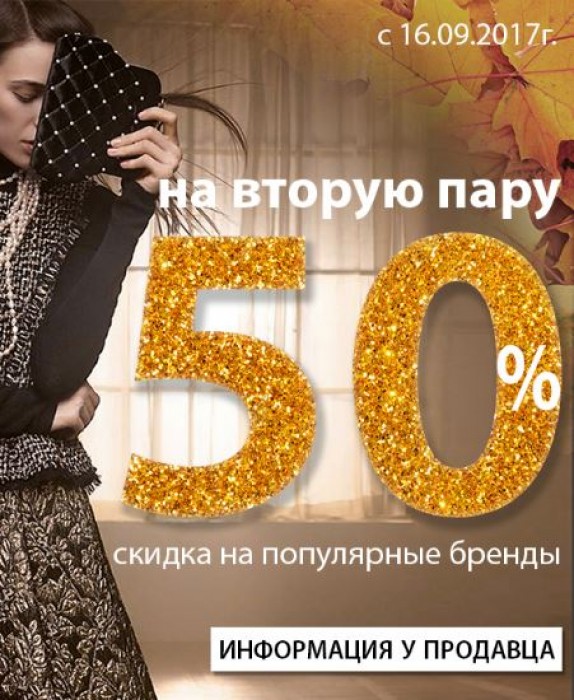 с 16.09.2017г.
на вторую пару
50%
скидка на популярные бренды
ИНФОРМАЦИЯ У ПРОДАВЦА